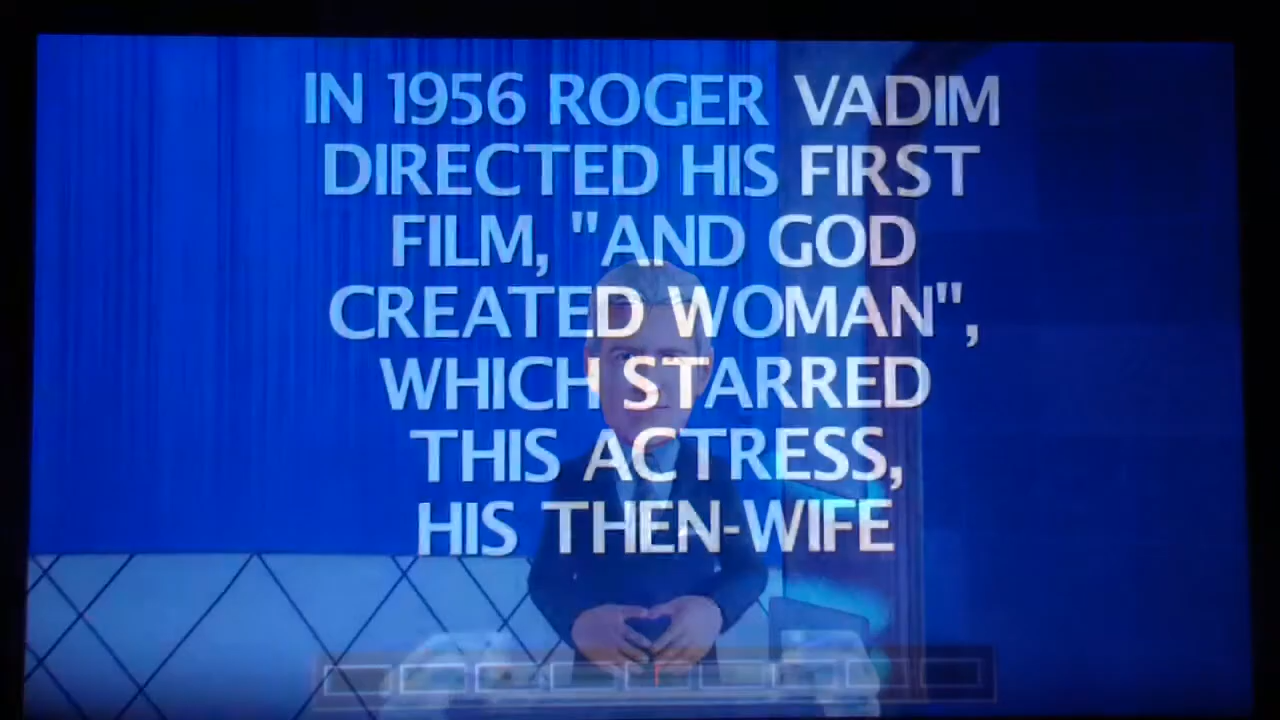 IN 1956 ROGER VADIM
DIRECTED HIS FIRST
FILM, "AND GOD
CREATED WOMAN",
WHICH STARRED
THIS ACTRESS,
HIS THEN-WIFE